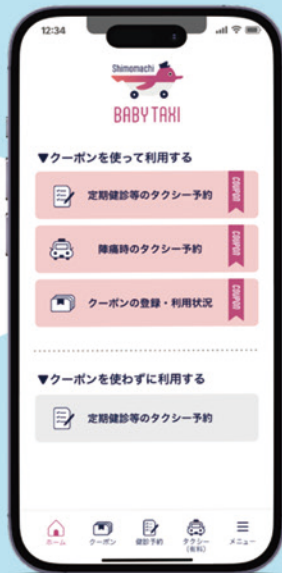 12:34
Shimomachi
BABY TAXI
▼クーポンを使って利用する
定期健診等のタクシー予約
COUPON
陣痛時のタクシー予約
COUPON
クーポンの登録・利用状況
COUPON
▼クーポンを使わずに利用する
定期健診等のタクシー予約
ホーム
クーポン
健診予約
タクシー
(有料)
メニュー